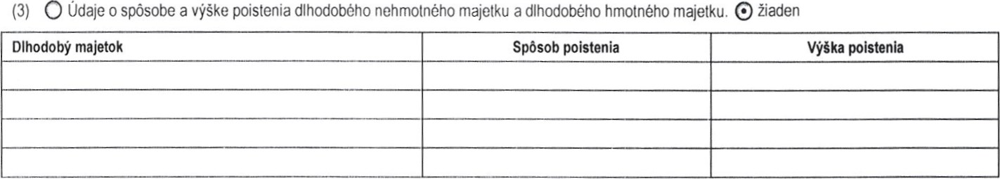 (3) Údaje o spôsobe a výške poistenia dlhodobého nehmotného majetku a dlhodobého hmotného majetku. žiaden
Dlhodobý majetok Spôsob poistenia Výška poistenia